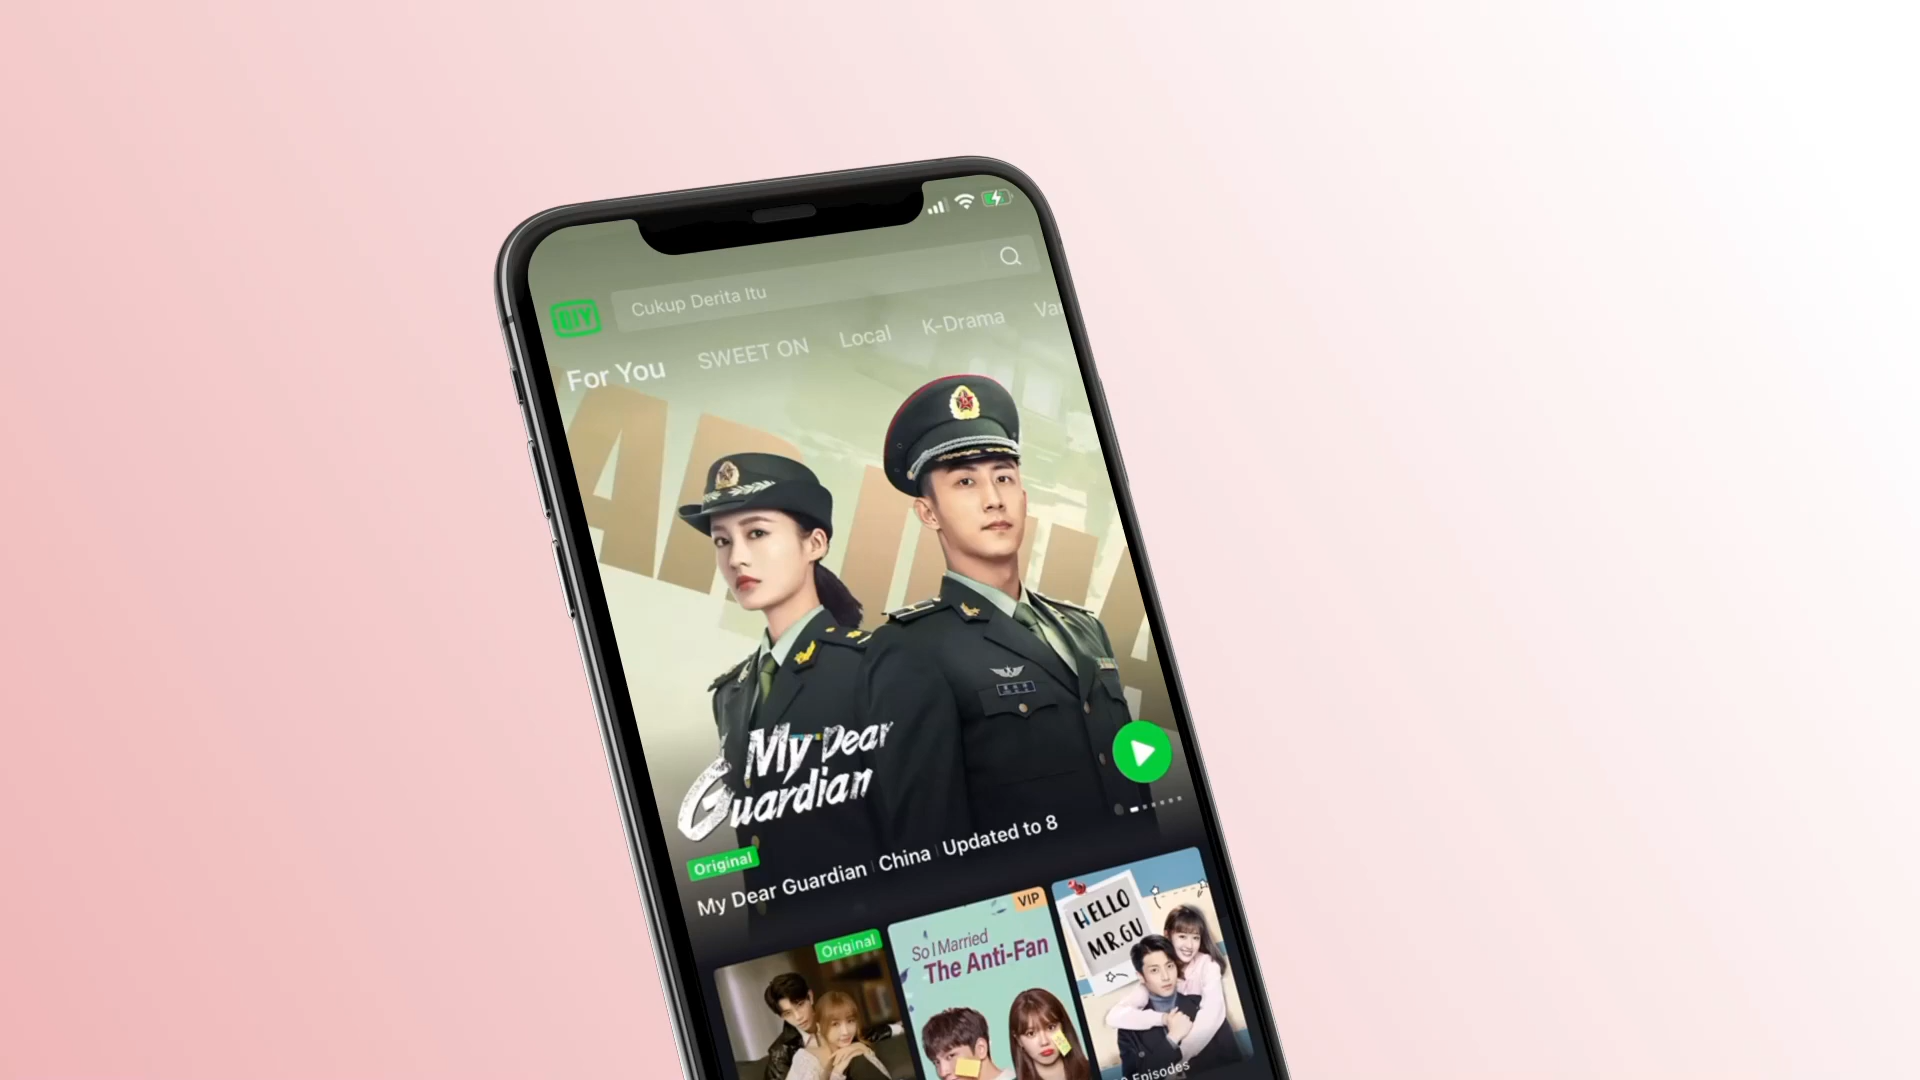 QIY
Cukup Derita Itu
For You
SWEET ON
Local
K-Drama
My Dear
Guardian
Original
My Dear Guardian | China | Updated to 8
Original
VIP
So I Married
The Anti-Fan
HELLO
MR.GU
Episodes